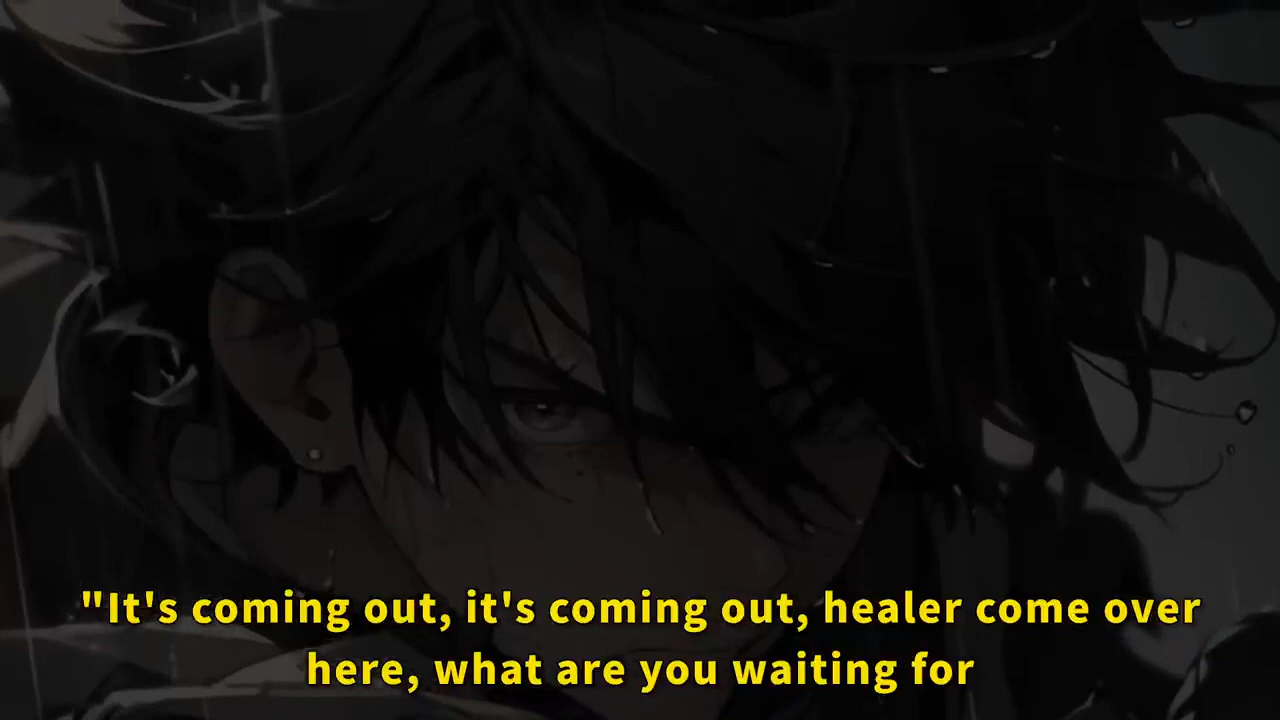 "It's coming out, it's coming out, healer come over
here, what are you waiting for